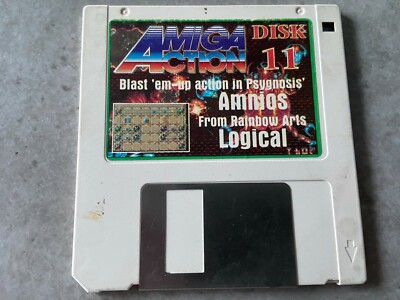 AMIGA
ACTION
DISK
11
Blast 'em-up action in Psygnosis'
Amnios
From Rainbow Arts
Logical